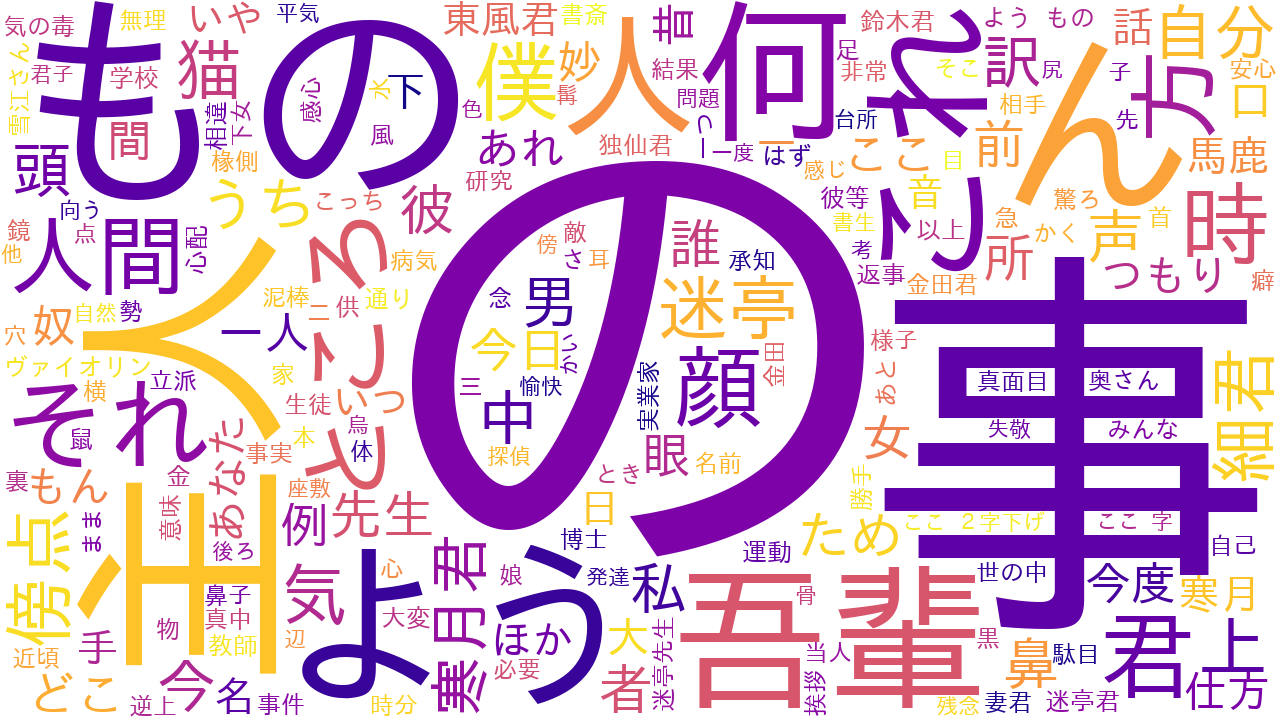 の
事
もの
主人
よう
何
ん
人
これ
吾輩
それ
人間
ところ
時
君
方
顔
迷亭
僕
細君
猫
自分
寒月君
うち
傍点
私
彼
男
今日
中
誰
眼
気
先生
例
あなた
一人
頭
間
いや
東風君
妙
下
昔
あれ
訳
話
口
前
ここ
音
声
所
馬鹿
つもり
女
ため
今度
寒月
上
仕方
鼻
者
大
ほか
日
名
今
手
どこ
もん
奴
いつ
気の毒
無理
平気
書斎
鈴木君
よう
もの
雪江さん
君子
学校
感心
水
結果
足
非常
そこ
尻
子
安心
相違
下女
風
色
髯
問題
台所
相手
先
椽側
研究
独仙君
一
一度
はず
感じ
目
彼等
書生
以上
急
驚ろ
かく
首
向う
こっち
鏡
点
他
心配
病気
傍
敵
さ
耳
承知
考
返事
金田君
癖
泥棒
二
供
通り
念
穴
自然
勢
ヴァイオリン
家
三
愉快
かい
実業家
金田
あと
様子
横
立派
生徒
烏
本
体
探偵
とき
名前
真面目
奥さん
失敬
みんな
鼠
事実
裏
金
座敷
意味
まま
後ろ
勝手
ここ ２字下げ
ここ 字
自己
博士
運動
世の中
鼻子
真中
心
娘
発達
骨
物
教師
辺
大変
必要
迷亭先生
当人
黒
駄目
近頃
逆上
事件
時分
挨拶
残念
妻君
迷亭君